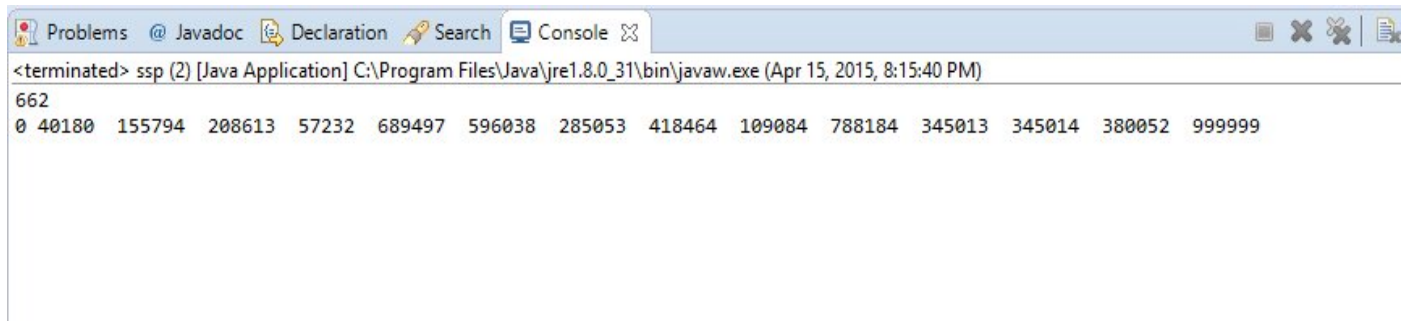 Problems @ Javadoc Declaration Search Console
<terminated> ssp (2) [Java Application] C:\Program Files\Java\jre1.8.0_31\bin\javaw.exe (Apr 15, 2015, 8:15:40 PM)
662
0 40180 155794 208613 57232 689497 596038 285053 418464 109084 788184 345013 345014 380052 999999